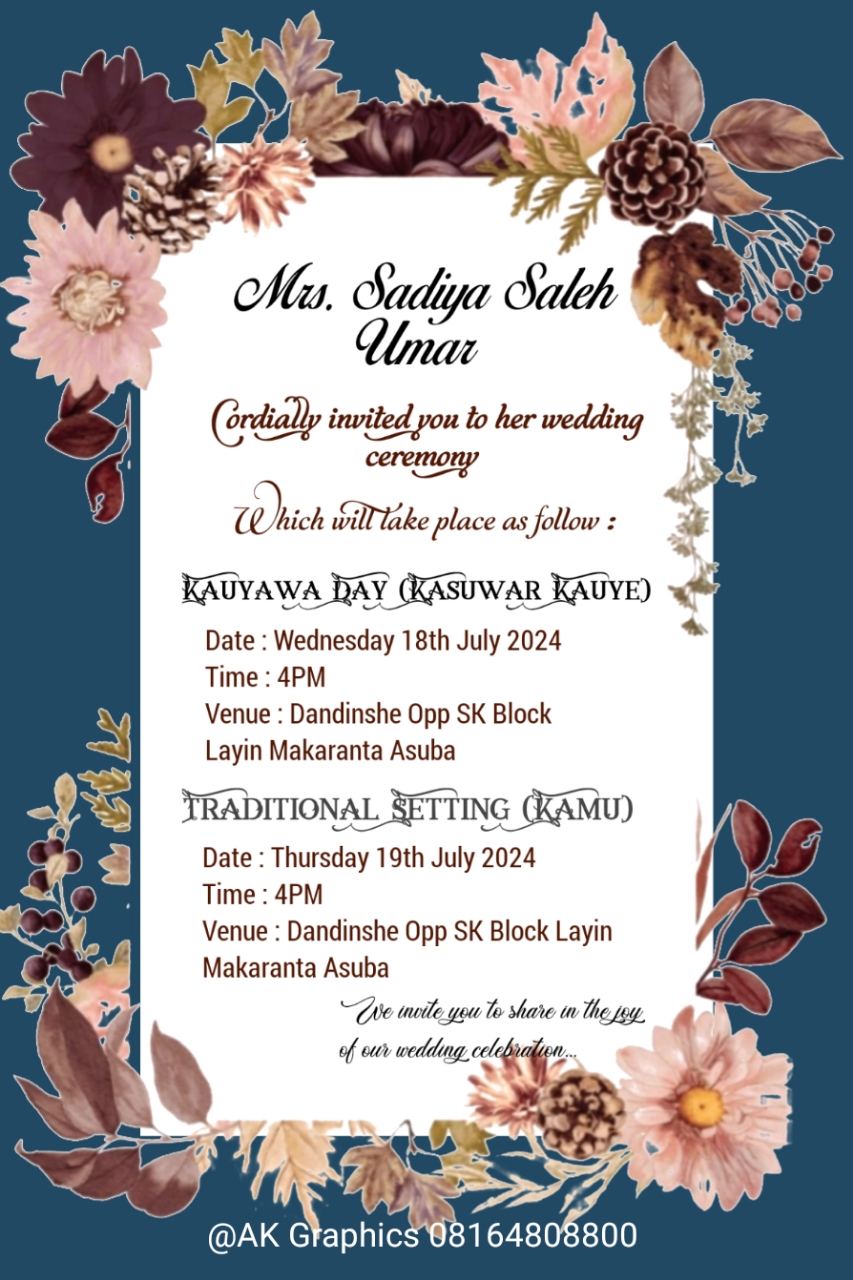 Mrs. Sadiya Saleh
Umar
Cordially invited you to her wedding
ceremony
Which will take place as follow :
KAUYAWA DAY (KASUWAR KAUYE)
Date : Wednesday 18th July 2024
Time : 4PM
Venue : Dandinshe Opp SK Block
Layin Makaranta Asuba
TRADITIONAL SETTING (KAMU)
Date : Thursday 19th July 2024
Time : 4PM
Venue : Dandinshe Opp SK Block Layin
Makaranta Asuba
We invite you to share in the joy
of our wedding celebration...
@AK Graphics 08164808800